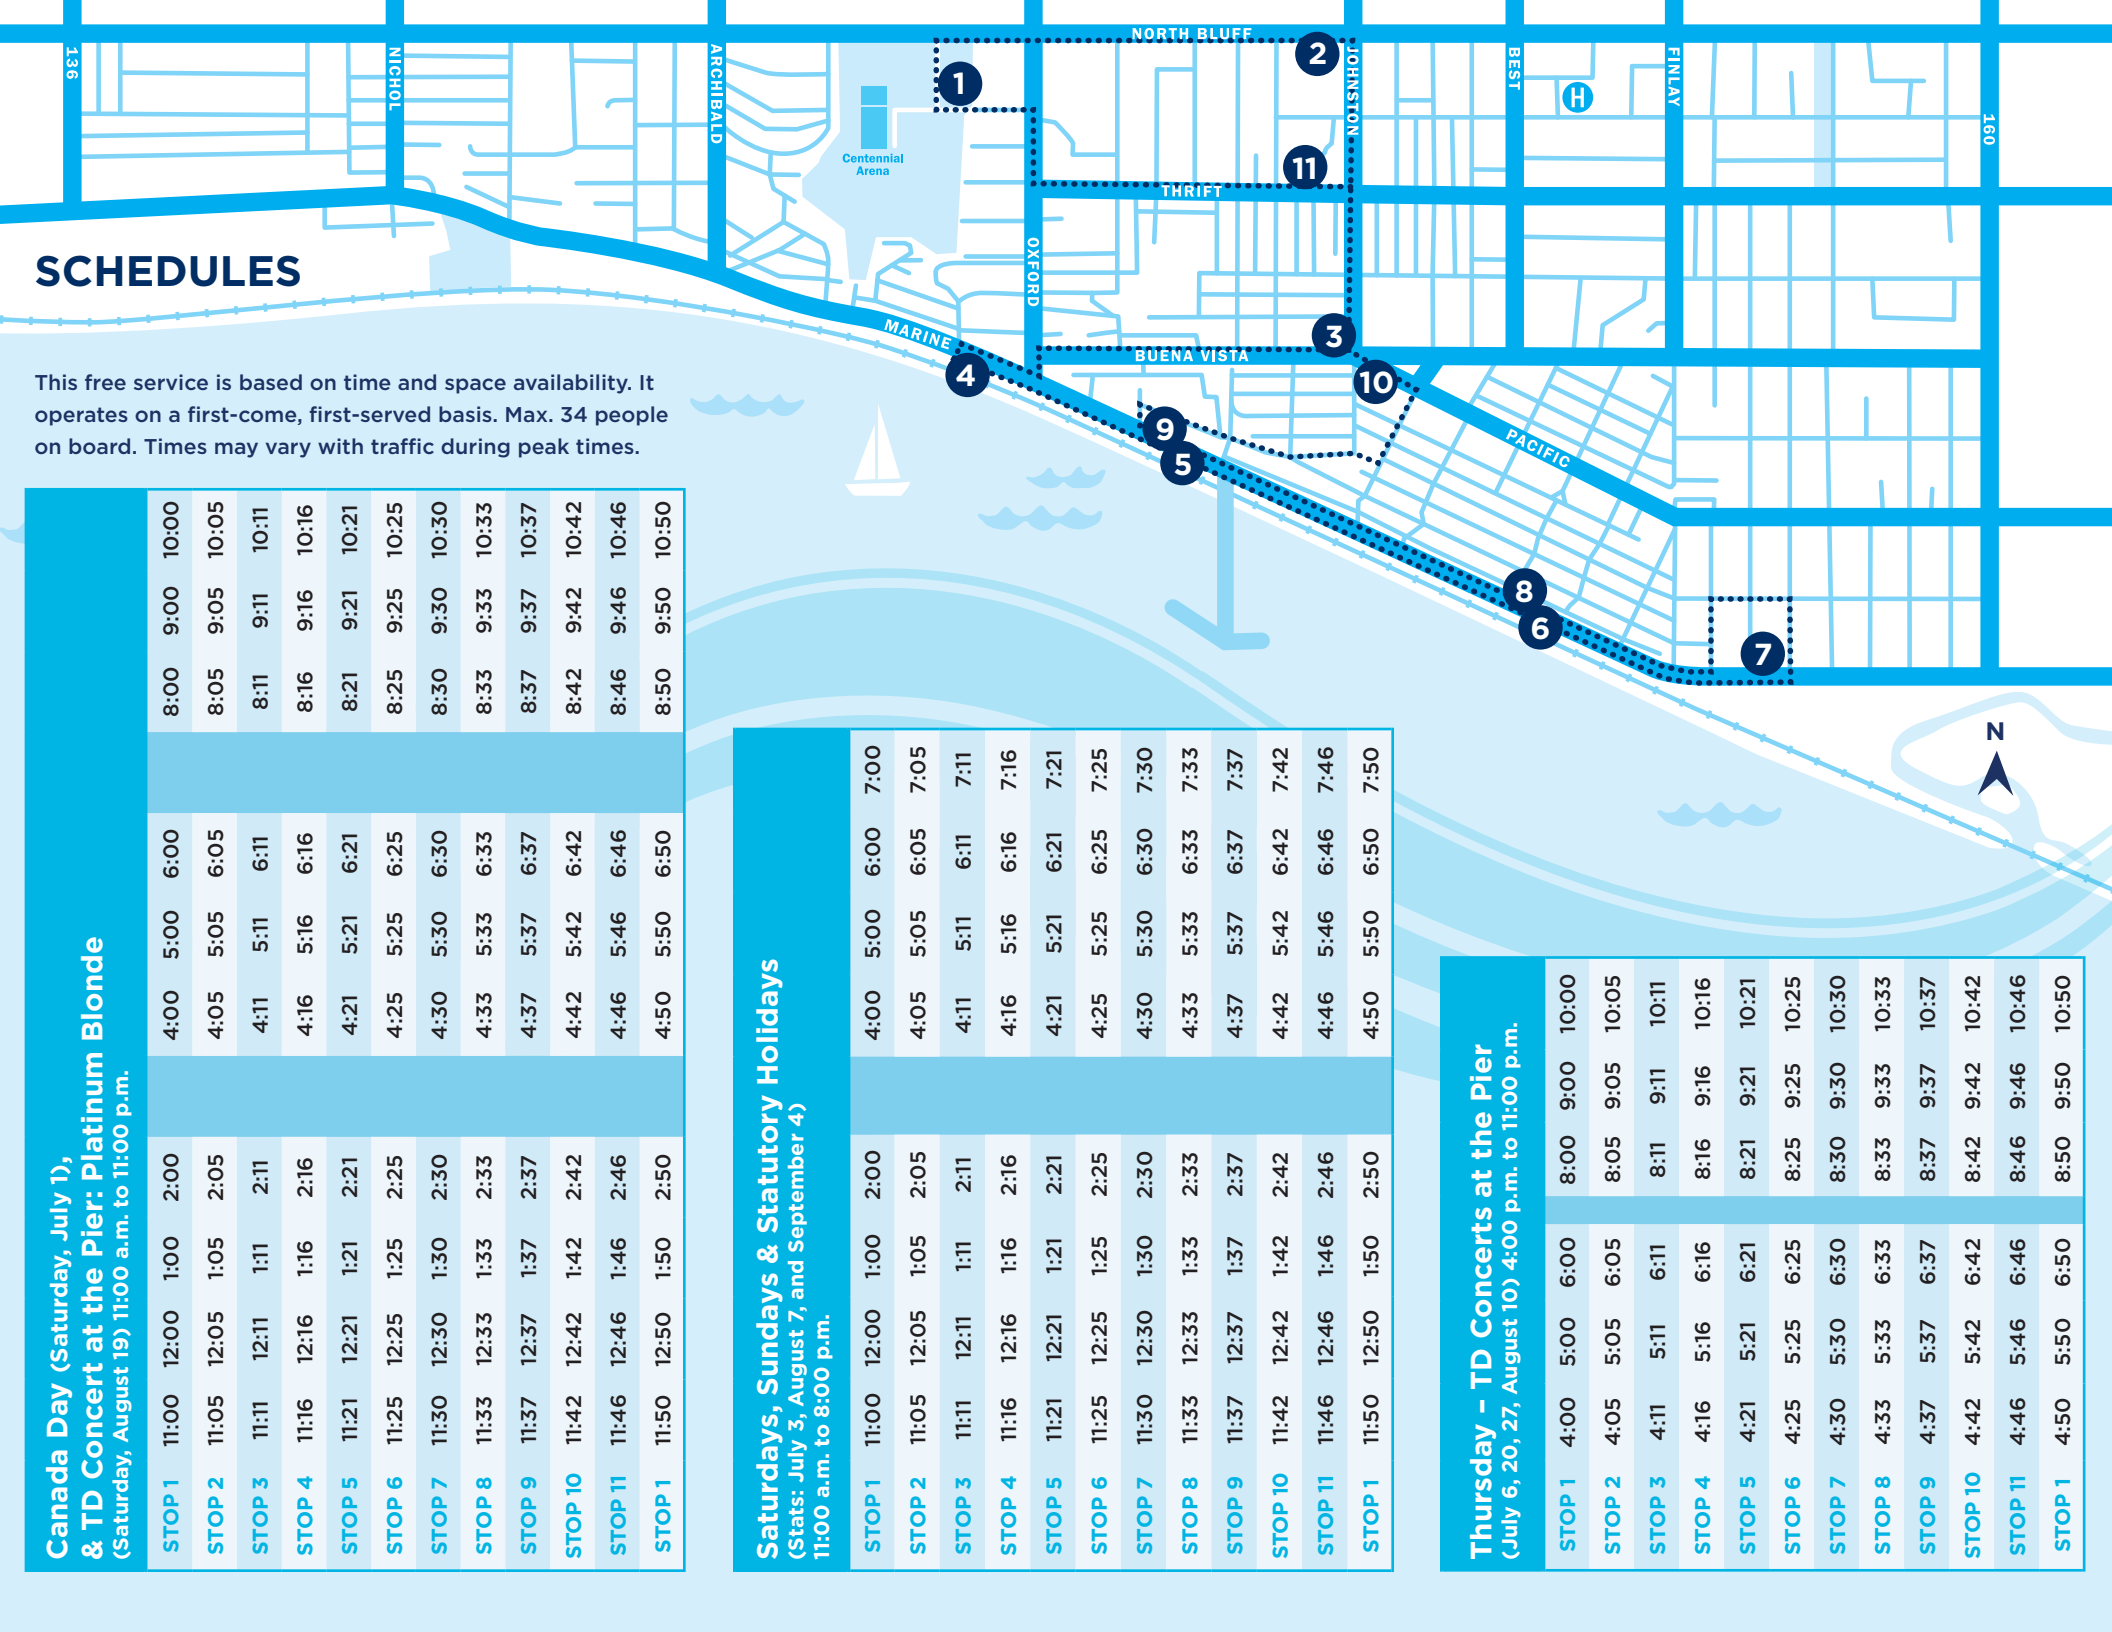 NORTH BLUFF
136
NICHOL
ARCHIBALD
JOHNSTON
BEST
FINLAY
160
1
2
H
Centennial
Arena
11
THRIFT
OXFORD
SCHEDULES
MARINE
3
BUENA VISTA
4
10
9
5
PACIFIC
8
6
7
N
This free service is based on time and space availability. It
operates on a first-come, first-served basis. Max. 34 people
on board. Times may vary with traffic during peak times.
Canada Day (Saturday, July 1),
& TD Concert at the Pier: Platinum Blonde
(Saturday, August 19) 11:00 a.m. to 11:00 p.m.
STOP 1 11:00 12:00 1:00 2:00 4:00 5:00 6:00 8:00 9:00 10:00
STOP 2 11:05 12:05 1:05 2:05 4:05 5:05 6:05 8:05 9:05 10:05
STOP 3 11:11 12:11 1:11 2:11 4:11 5:11 6:11 8:11 9:11 10:11
STOP 4 11:16 12:16 1:16 2:16 4:16 5:16 6:16 8:16 9:16 10:16
STOP 5 11:21 12:21 1:21 2:21 4:21 5:21 6:21 8:21 9:21 10:21
STOP 6 11:25 12:25 1:25 2:25 4:25 5:25 6:25 8:25 9:25 10:25
STOP 7 11:30 12:30 1:30 2:30 4:30 5:30 6:30 8:30 9:30 10:30
STOP 8 11:33 12:33 1:33 2:33 4:33 5:33 6:33 8:33 9:33 10:33
STOP 9 11:37 12:37 1:37 2:37 4:37 5:37 6:37 8:37 9:37 10:37
STOP 10 11:42 12:42 1:42 2:42 4:42 5:42 6:42 8:42 9:42 10:42
STOP 11 11:46 12:46 1:46 2:46 4:46 5:46 6:46 8:46 9:46 10:46
STOP 1 11:50 12:50 1:50 2:50 4:50 5:50 6:50 8:50 9:50 10:50
Saturdays, Sundays & Statutory Holidays
(Stats: July 3, August 7, and September 4)
11:00 a.m. to 8:00 p.m.
STOP 1 11:00 12:00 1:00 2:00 4:00 5:00 6:00 7:00
STOP 2 11:05 12:05 1:05 2:05 4:05 5:05 6:05 7:05
STOP 3 11:11 12:11 1:11 2:11 4:11 5:11 6:11 7:11
STOP 4 11:16 12:16 1:16 2:16 4:16 5:16 6:16 7:16
STOP 5 11:21 12:21 1:21 2:21 4:21 5:21 6:21 7:21
STOP 6 11:25 12:25 1:25 2:25 4:25 5:25 6:25 7:25
STOP 7 11:30 12:30 1:30 2:30 4:30 5:30 6:30 7:30
STOP 8 11:33 12:33 1:33 2:33 4:33 5:33 6:33 7:33
STOP 9 11:37 12:37 1:37 2:37 4:37 5:37 6:37 7:37
STOP 10 11:42 12:42 1:42 2:42 4:42 5:42 6:42 7:42
STOP 11 11:46 12:46 1:46 2:46 4:46 5:46 6:46 7:46
STOP 1 11:50 12:50 1:50 2:50 4:50 5:50 6:50 7:50
Thursday – TD Concerts at the Pier
(July 6, 20, 27, August 10) 4:00 p.m. to 11:00 p.m.
STOP 1 4:00 5:00 6:00 8:00 9:00 10:00
STOP 2 4:05 5:05 6:05 8:05 9:05 10:05
STOP 3 4:11 5:11 6:11 8:11 9:11 10:11
STOP 4 4:16 5:16 6:16 8:16 9:16 10:16
STOP 5 4:21 5:21 6:21 8:21 9:21 10:21
STOP 6 4:25 5:25 6:25 8:25 9:25 10:25
STOP 7 4:30 5:30 6:30 8:30 9:30 10:30
STOP 8 4:33 5:33 6:33 8:33 9:33 10:33
STOP 9 4:37 5:37 6:37 8:37 9:37 10:37
STOP 10 4:42 5:42 6:42 8:42 9:42 10:42
STOP 11 4:46 5:46 6:46 8:46 9:46 10:46
STOP 1 4:50 5:50 6:50 8:50 9:50 10:50